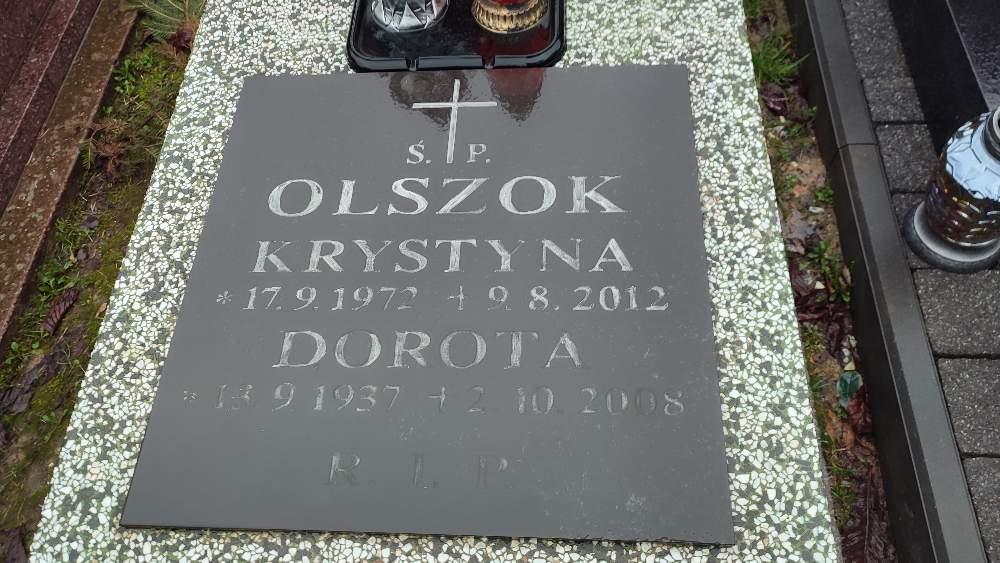 Ś. P.
OLSZOK
KRYSTYNA
* 17.9.1972 + 9.8.2012
DOROTA
* 13.9.1937 + 2.10.2008
R. I. P.